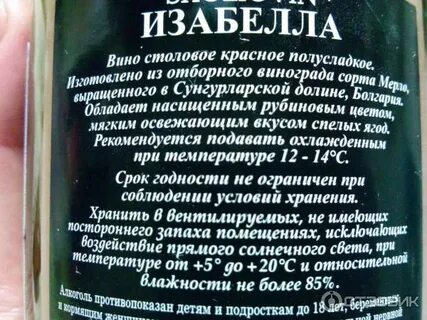 ИЗАБЕЛЛА
Вино столовое красное полусладкое.
Изготовлено из отборного винограда сорта Мерло,
выращенного в Сунгурларской долине, Болгария.
Обладает насыщенным рубиновым цветом,
мягким освежающим вкусом спелых ягод.
Рекомендуется подавать охлажденным
при температуре 12 - 14°C.
Срок годности не ограничен при
соблюдении условий хранения.
Хранить в вентилируемых, не имеющих
постороннего запаха помещениях, исключающих
воздействие прямого солнечного света, при
температуре от +5° до +20°C и относительной
влажности не более 85%.
Алкоголь противопоказан детям и подросткам до 18 лет, беременным
и кормящим нервной